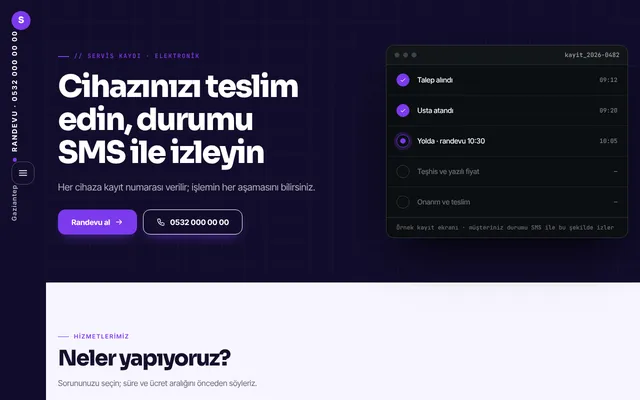 S
RANDEVU · 0532 000 00 00
Gaziantep
// SERVİS KAYDI · ELEKTRONİK
Cihazınızı teslim
edin, durumu
SMS ile izleyin
Her cihaza kayıt numarası verilir; işlemin her aşamasını bilirsiniz.
Randevu al →
0532 000 00 00
kayit_2026-0482
Talep alındı 09:12
Usta atandı 09:20
Yolda · randevu 10:30 10:05
Teşhis ve yazılı fiyat —
Onarım ve teslim —
Örnek kayıt ekranı · müşteriniz durumu SMS ile bu şekilde izler
HİZMETLERİMİZ
Neler yapıyoruz?
Sorununuzu seçin; süre ve ücret aralığını önceden söyleriz.